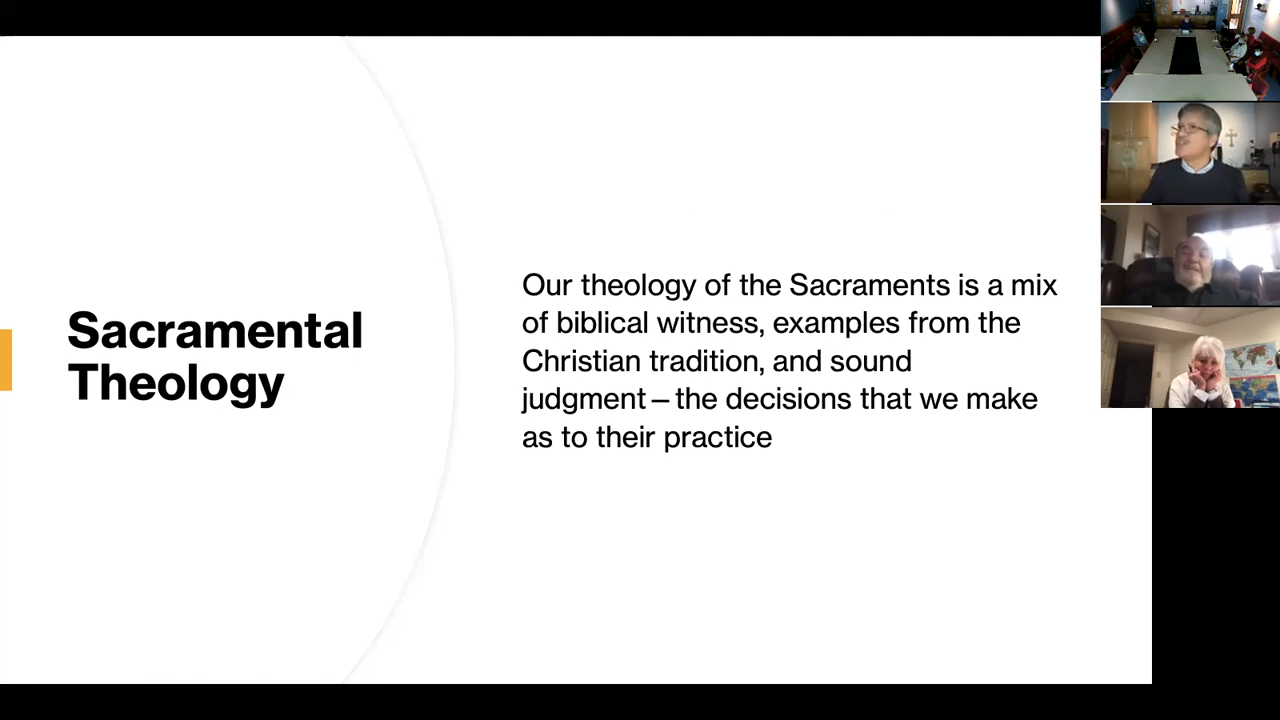 Sacramental
Theology
Our theology of the Sacraments is a mix
of biblical witness, examples from the
Christian tradition, and sound
judgment – the decisions that we make
as to their practice